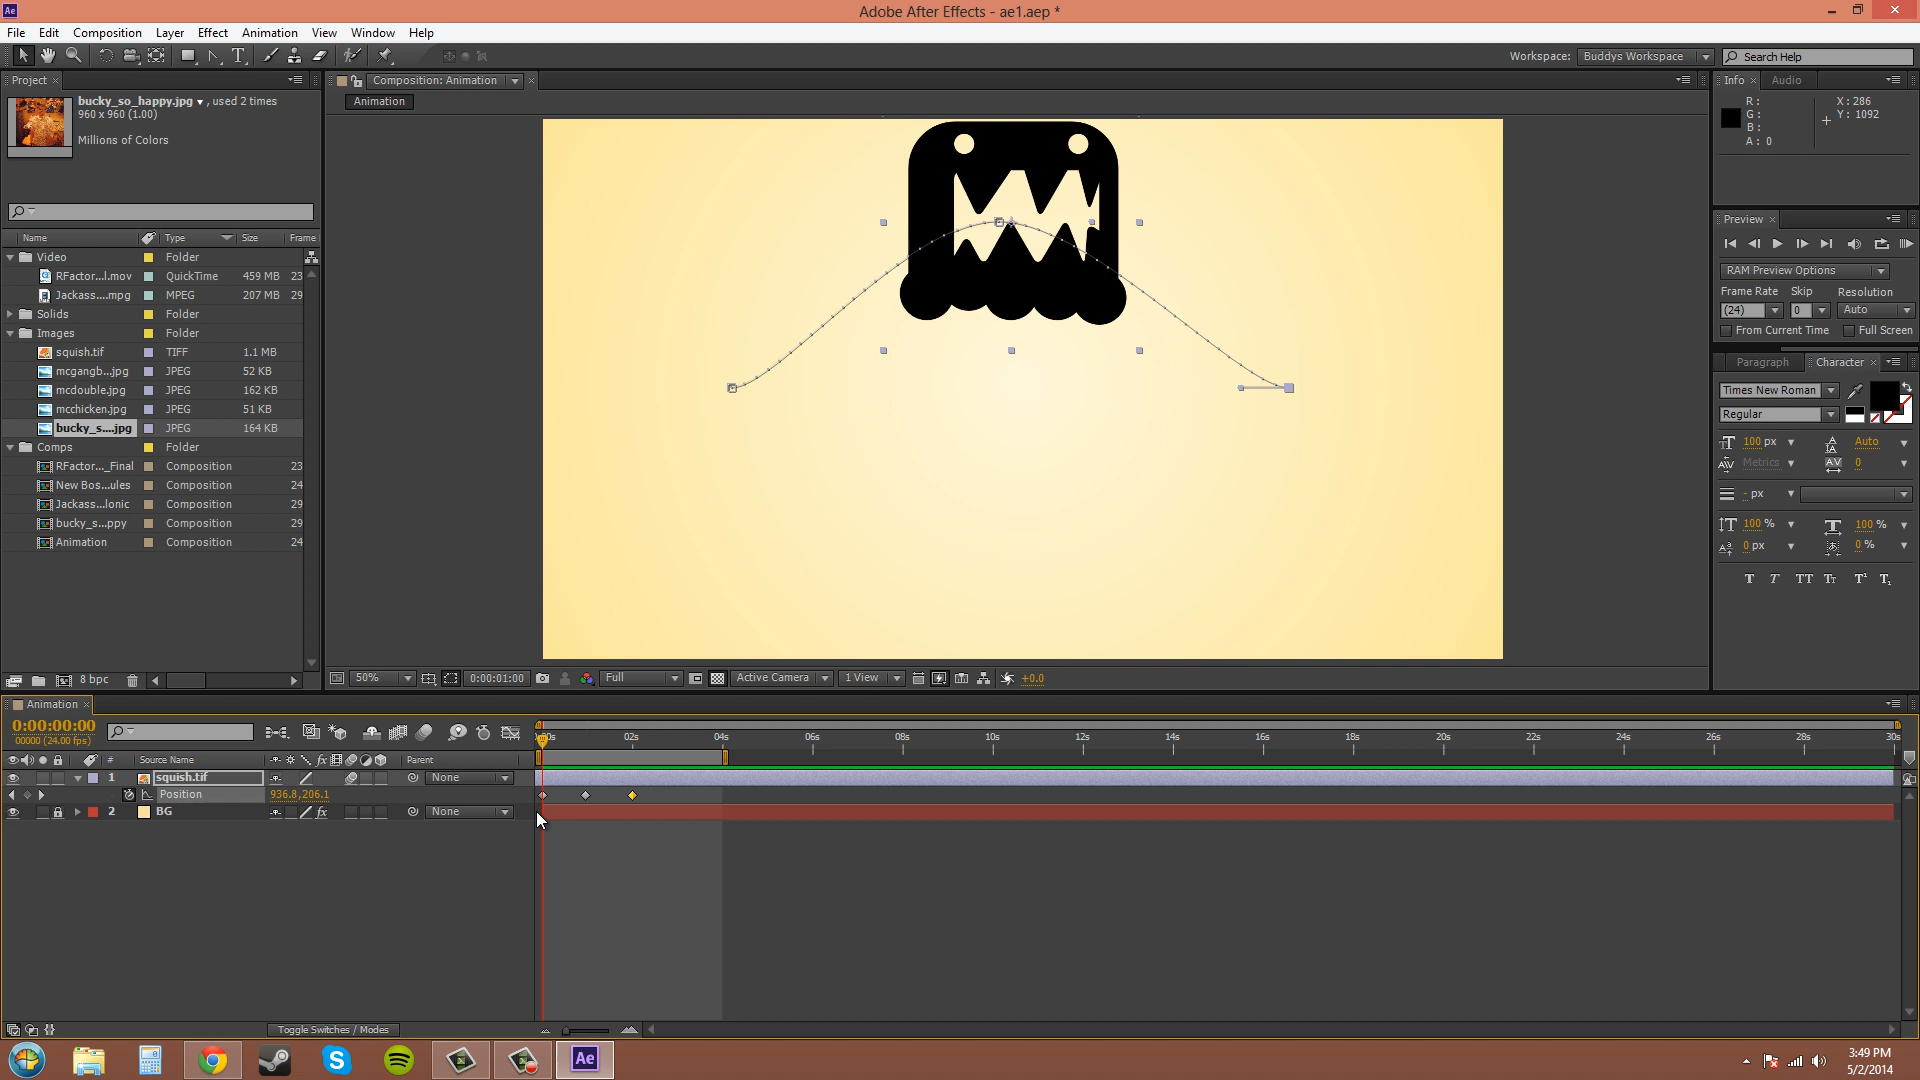 Adobe After Effects - ae1.aep *
File Edit Composition Layer Effect Animation View Window Help
Workspace: Buddys Workspace Search Help
Project
bucky_so_happy.jpg , used 2 times
960 x 960 (1.00)
Millions of Colors
Name Type Size Frame
Video Folder
RFactor...l.mov QuickTime 459 MB 23
Jackass....mpg MPEG 207 MB 29
Solids Folder
Images Folder
squish.tif TIFF 1.1 MB
mcgangb...jpg JPEG 52 KB
mcdouble.jpg JPEG 162 KB
mcchicken.jpg JPEG 51 KB
bucky_s....jpg JPEG 164 KB
Comps Folder
RFactor..._Final Composition 23
New Bos...ules Composition 24
Jackass...lonic Composition 29
bucky_s...ppy Composition 29
Animation Composition 24
8 bpc
Composition: Animation
Animation
50% 0:00:01:00 Full Active Camera 1 View +0.0
Info Audio
R: X: 286
G: Y: 1092
B:
A: 0
Preview
RAM Preview Options
Frame Rate Skip Resolution
(24) 0 Auto
From Current Time Full Screen
Paragraph Character
Times New Roman
Regular
100 px Auto
Metrics 0
- px
100 % 100 %
0 px 0 %
T T TT Tr T¹ T₁
Animation
0:00:00:00
00000 (24.00 fps)
02s 04s 06s 08s 10s 12s 14s 16s 18s 20s 22s 24s 26s 28s 30s
# Source Name Parent
1 squish.tif None
Position 936.8,206.1
2 BG None
Toggle Switches / Modes
Ae
3:49 PM
5/2/2014